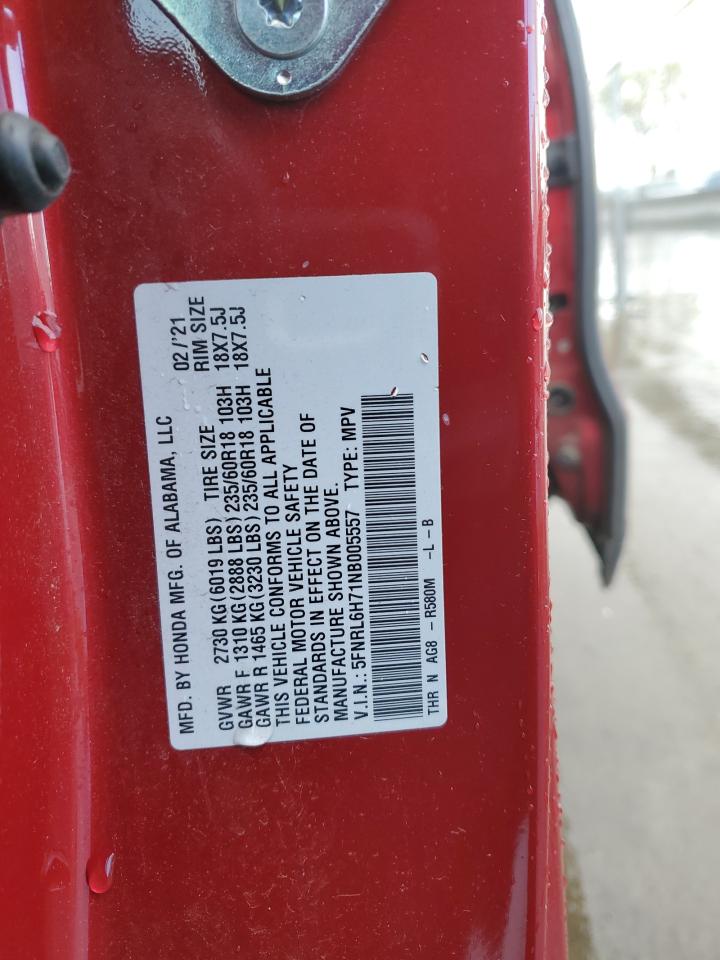 MFD. BY HONDA MFG. OF ALABAMA, LLC 02/'21
GVWR 2730 KG(6019 LBS) TIRE SIZE RIM SIZE
GAWR F 1310 KG(2888 LBS)235/60R18 103H 18X7.5J
GAWR R 1465 KG(3230 LBS)235/60R18 103H 18X7.5J
THIS VEHICLE CONFORMS TO ALL APPLICABLE
FEDERAL MOTOR VEHICLE SAFETY
STANDARDS IN EFFECT ON THE DATE OF
MANUFACTURE SHOWN ABOVE.
V.I.N.: 5FNRL6H71NB005557 TYPE: MPV
THR N AG8 - R580M -L -B